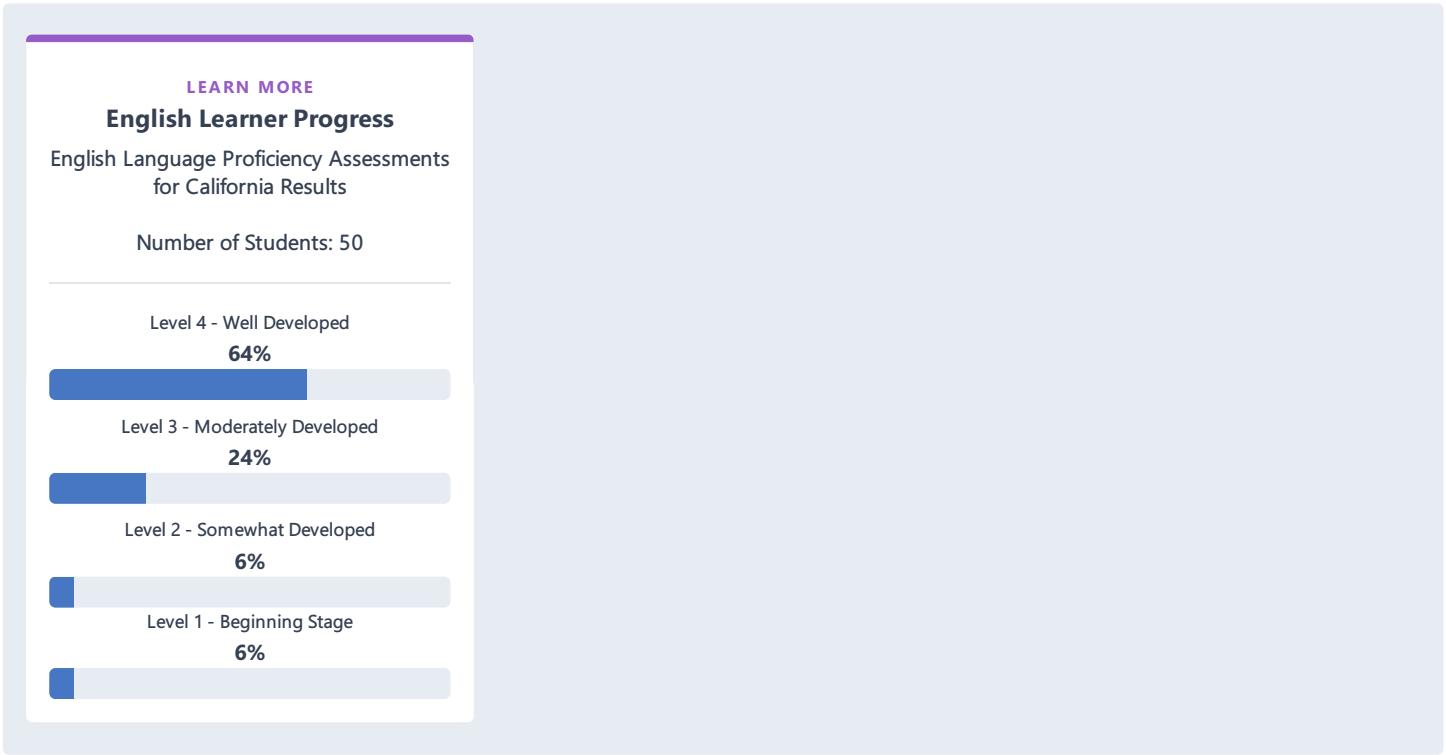 LEARN MORE
English Learner Progress
English Language Proficiency Assessments
for California Results
Number of Students: 50
Level 4 - Well Developed
64%
Level 3 - Moderately Developed
24%
Level 2 - Somewhat Developed
6%
Level 1 - Beginning Stage
6%